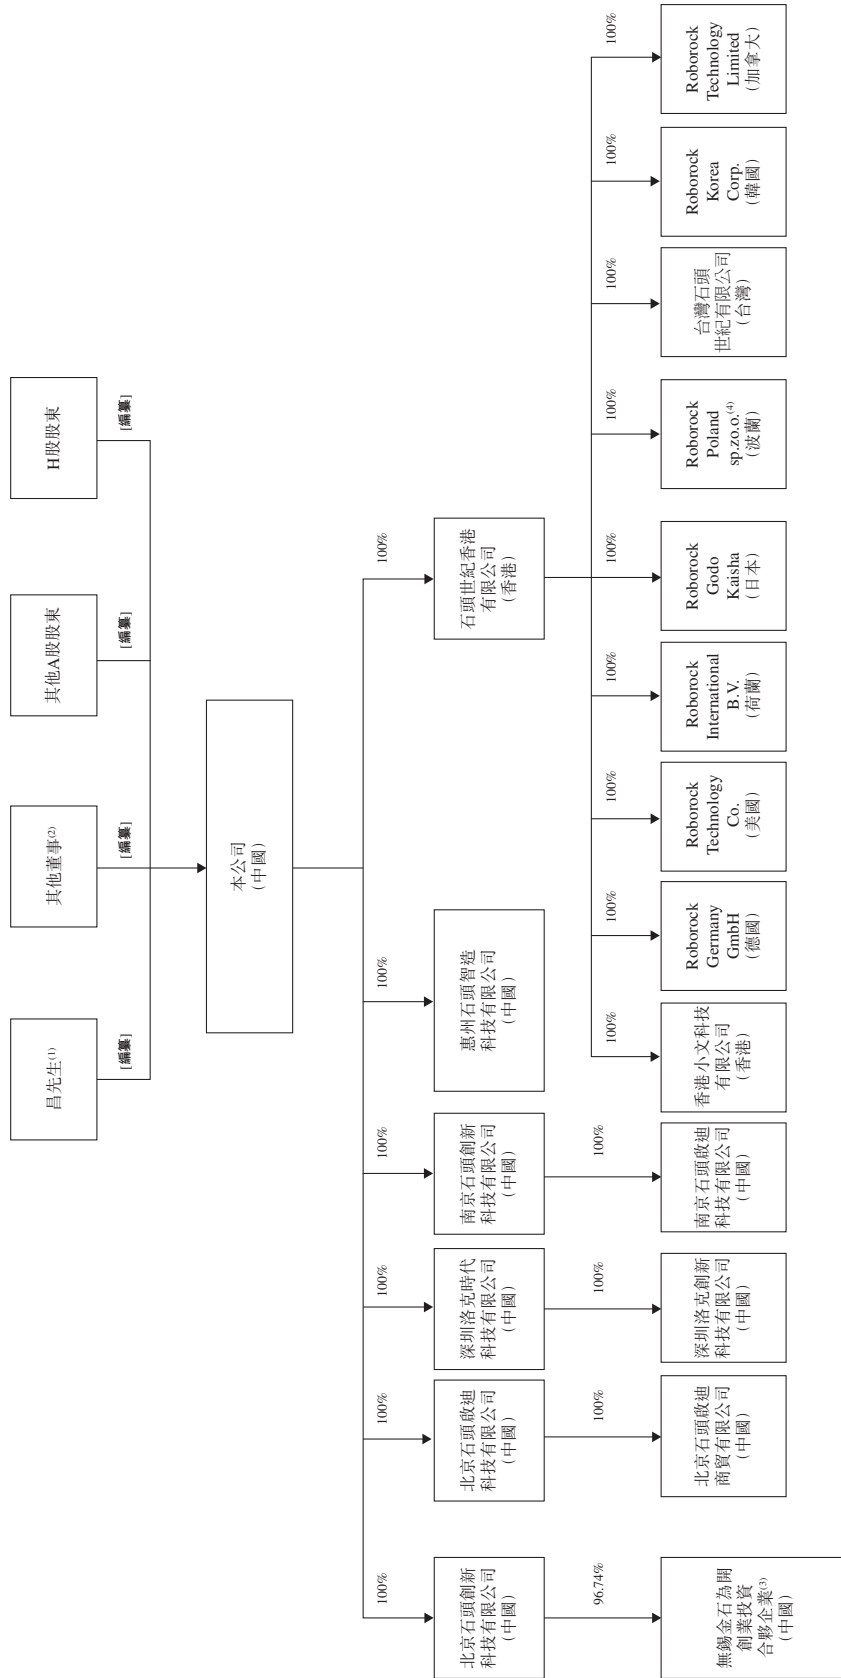 昌先生(1)
其他董事(2)
其他A股股東
H股股東
[編纂]
[編纂]
[編纂]
[編纂]
本公司
（中國）
100%
100%
100%
100%
100%
100%
北京石頭創新
科技有限公司
（中國）
北京石頭啟迪
科技有限公司
（中國）
深圳洛克時代
科技有限公司
（中國）
南京石頭創新
科技有限公司
（中國）
惠州石頭智造
科技有限公司
（中國）
石頭世紀香港
有限公司
（香港）
96.74%
100%
100%
100%
100%
100%
100%
100%
100%
100%
100%
100%
100%
無錫金石為開
創業投資
合夥企業(3)
（中國）
北京石頭啟迪
商貿有限公司
（中國）
深圳洛克創新
科技有限公司
（中國）
南京石頭啟迪
科技有限公司
（中國）
香港小文科技
有限公司
（香港）
Roborock
Germany
GmbH
（德國）
Roborock
Technology
Co.
（美國）
Roborock
International
B.V.
（荷蘭）
Roborock
Godo
Kaisha
（日本）
Roborock
Poland
sp.zo.o.(4)
（波蘭）
台灣石頭
世紀有限公司
（台灣）
Roborock
Korea
Corp.
（韓國）
Roborock
Technology
Limited
（加拿大）